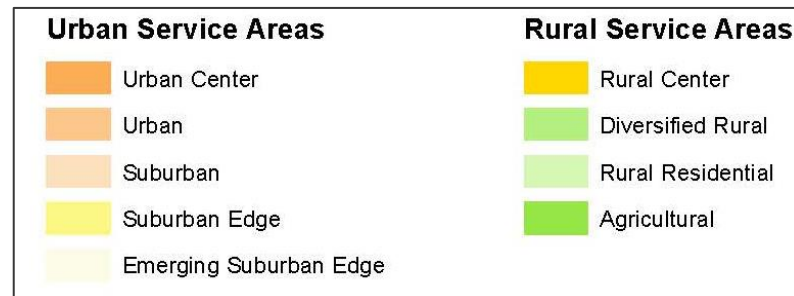 Urban Service Areas
Urban Center
Urban
Suburban
Suburban Edge
Emerging Suburban Edge
Rural Service Areas
Rural Center
Diversified Rural
Rural Residential
Agricultural